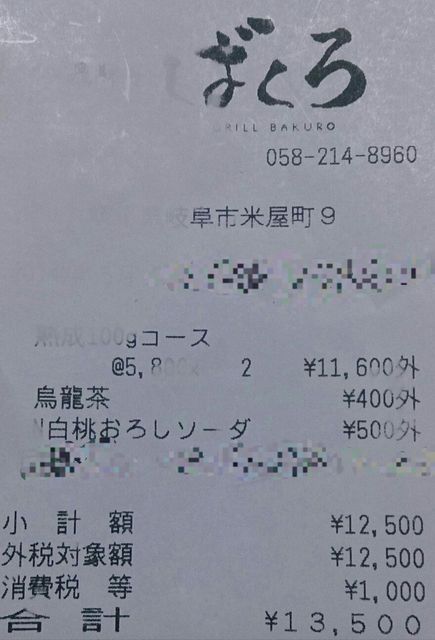 ざくろ
GRILL BAKURO
058-214-8960
岐阜市米屋町9
熟成100gコース
@5,800× 2 ¥11,600外
烏龍茶 ¥400外
白桃おろしソーダ ¥500外
小計額 ¥12,500
外税対象額 ¥12,500
消費税等 ¥1,000
合計 ¥13,500